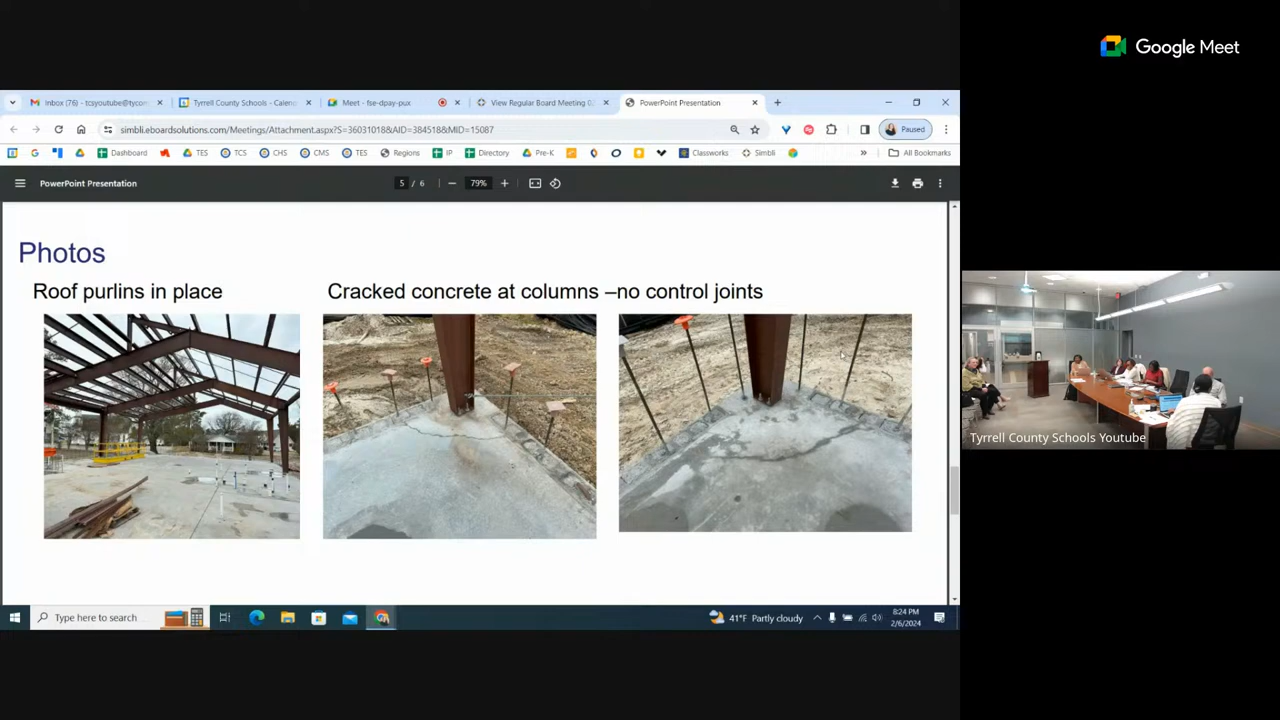 Google Meet
Inbox (76) - tcsyoutube@tycom
Tyrrell County Schools - Calend
Meet - fse-dpay-pux
View Regular Board Meeting 02
PowerPoint Presentation
simbli.eboardsolutions.com/Meetings/Attachment.aspx?S=36031018&AID=384518&MID=15087
Paused
Dashboard
TES
TCS
CHS
CMS
TES
Regions
IP
Directory
Pre-K
Classworks
Simbli
All Bookmarks
PowerPoint Presentation
5 / 6
79%
Photos
Roof purlins in place
Cracked concrete at columns –no control joints
Tyrrell County Schools Youtube
Type here to search
41°F Partly cloudy
8:24 PM
2/6/2024